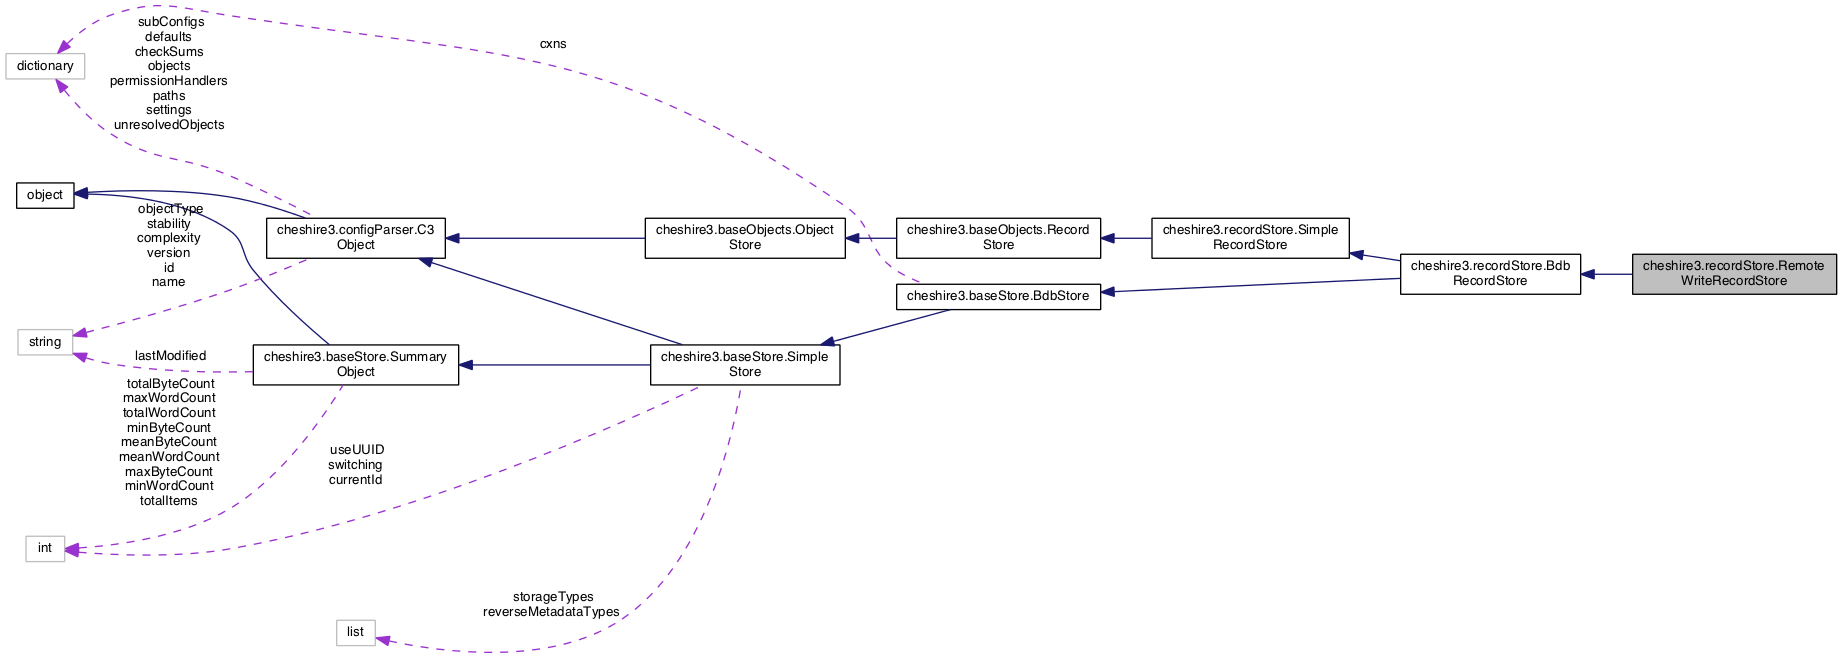 subConfigs
defaults
checkSums
objects
permissionHandlers
paths
settings
unresolvedObjects
cxns
dictionary
object
objectType
stability
complexity
version
id
name
cheshire3.configParser.C3
Object
cheshire3.baseObjects.Object
Store
cheshire3.baseObjects.Record
Store
cheshire3.recordStore.Simple
RecordStore
cheshire3.recordStore.Bdb
RecordStore
cheshire3.recordStore.Remote
WriteRecordStore
cheshire3.baseStore.BdbStore
string
lastModified
cheshire3.baseStore.Summary
Object
cheshire3.baseStore.Simple
Store
totalByteCount
maxWordCount
totalWordCount
minByteCount
meanByteCount
meanWordCount
maxByteCount
minWordCount
totalItems
useUUID
switching
currentId
int
storageTypes
reverseMetadataTypes
list